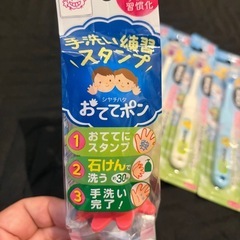 習慣化
手洗い練習
スタンプ
シヤチハタ
おててポン
1 おててに
スタンプ
2 石けんで
洗う 約30秒
3 手洗い
完了!